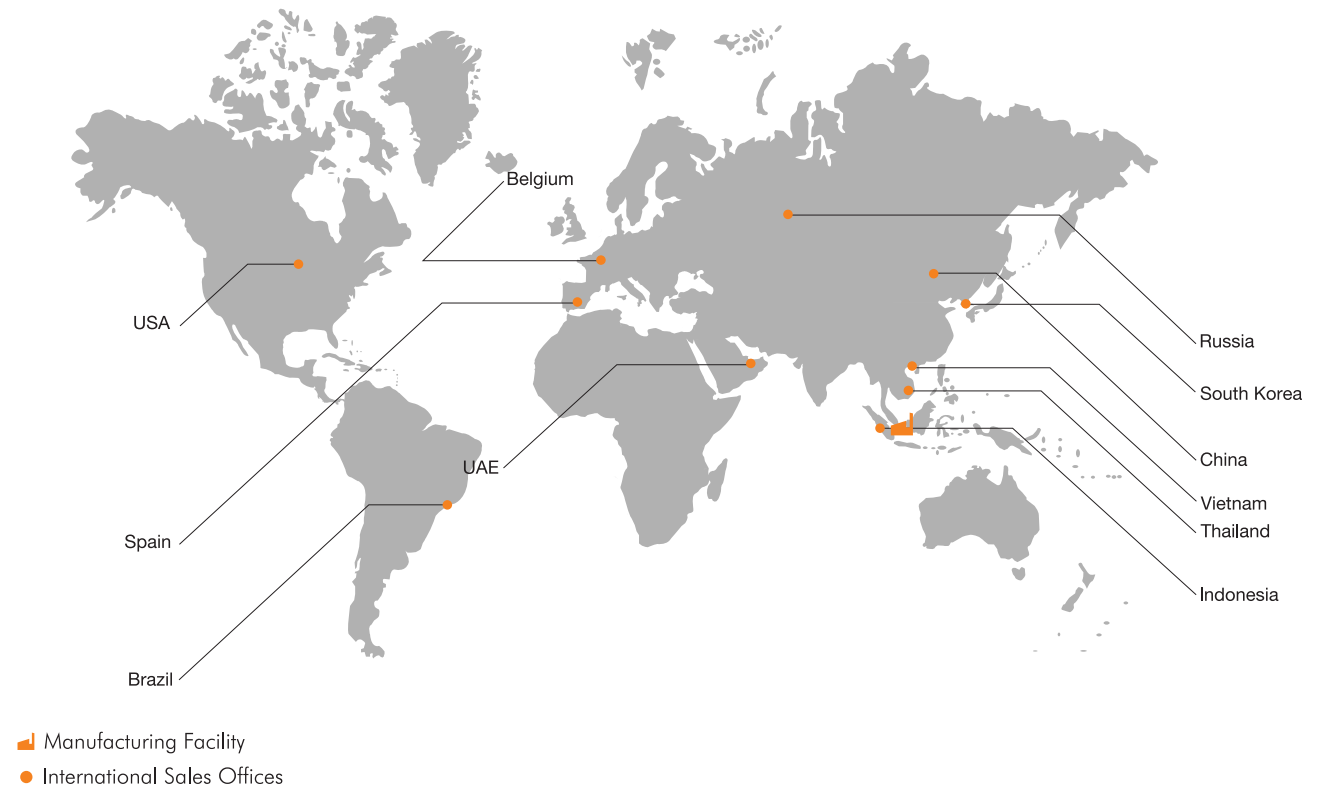 Belgium
USA
Russia
South Korea
China
UAE
Vietnam
Thailand
Spain
Indonesia
Brazil
Manufacturing Facility
International Sales Offices